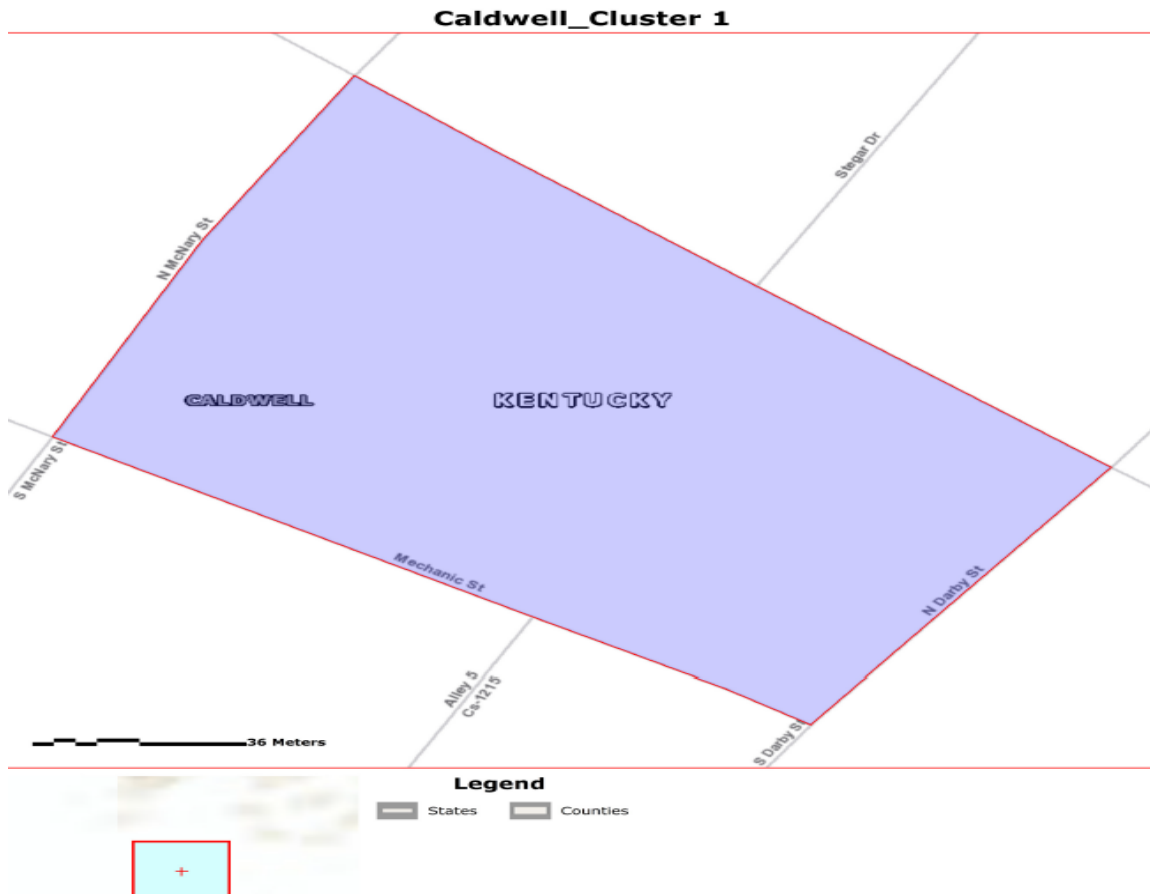 Caldwell_Cluster 1
Stegar Dr
N McNary St
CALDWELL
KENTUCKY
S McNary St
Mechanic St
N Darby St
Alley 5
Cs-1215
S Darby St
36 Meters
Legend
States
Counties